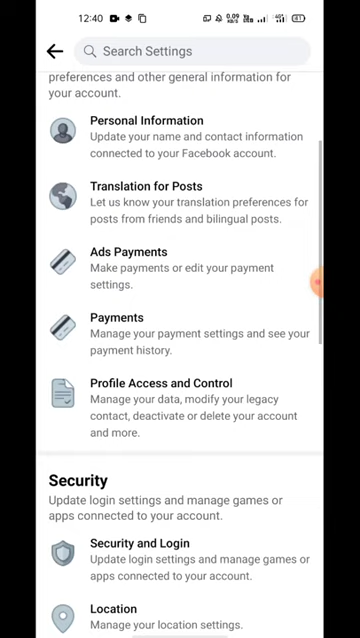 12:40
0.09
KB/S
4G
41
Search Settings
preferences and other general information for
your account.
Personal Information
Update your name and contact information
connected to your Facebook account.
Translation for Posts
Let us know your translation preferences for
posts from friends and bilingual posts.
Ads Payments
Make payments or edit your payment
settings.
Payments
Manage your payment settings and see your
payment history.
Profile Access and Control
Manage your data, modify your legacy
contact, deactivate or delete your account
and more.
Security
Update login settings and manage games or
apps connected to your account.
Security and Login
Update login settings and manage games or
apps connected to your account.
Location
Manage your location settings.